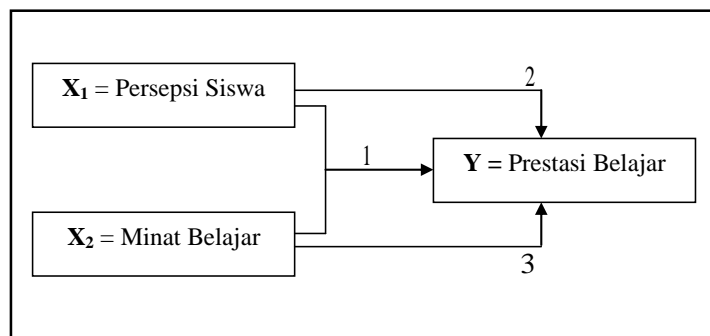 X₁ = Persepsi Siswa
2
1
Y = Prestasi Belajar
X₂ = Minat Belajar
3